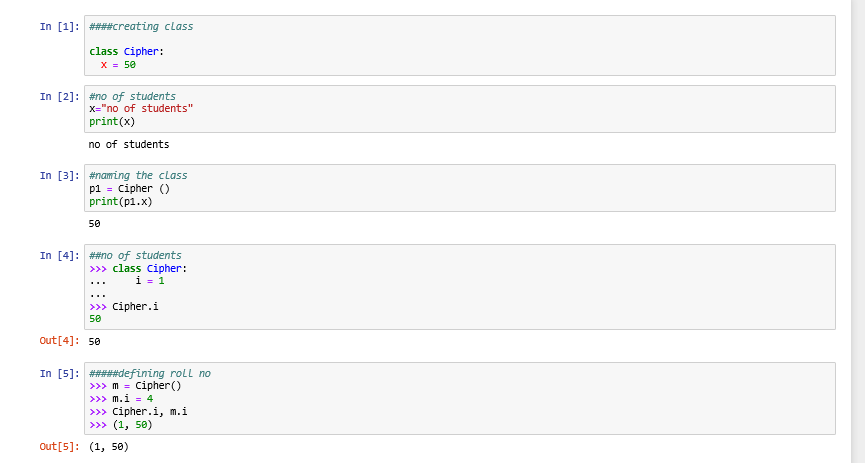 In [1]: ####creating class
class Cipher:
x = 50
In [2]: #no of students
x="no of students"
print(x)
no of students
In [3]: #naming the class
p1 = Cipher ()
print(p1.x)
50
In [4]: ##no of students
>>> class Cipher:
... i = 1
...
>>> Cipher.i
50
Out[4]: 50
In [5]: #####defining roll no
>>> m = Cipher()
>>> m.i = 4
>>> Cipher.i, m.i
>>> (1, 50)
Out[5]: (1, 50)